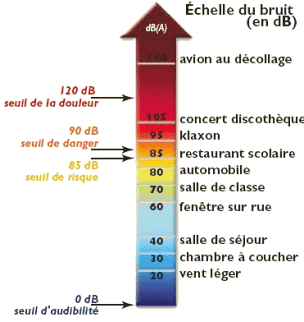 Échelle du bruit
(en dB)
dB(A)
130 avion au décollage
120 dB
seuil de la douleur
105 concert discothèque
95 klaxon
90 dB
seuil de danger
85 restaurant scolaire
85 dB
seuil de risque
80 automobile
70 salle de classe
60 fenêtre sur rue
40 salle de séjour
30 chambre à coucher
20 vent léger
0 dB
seuil d'audibilité